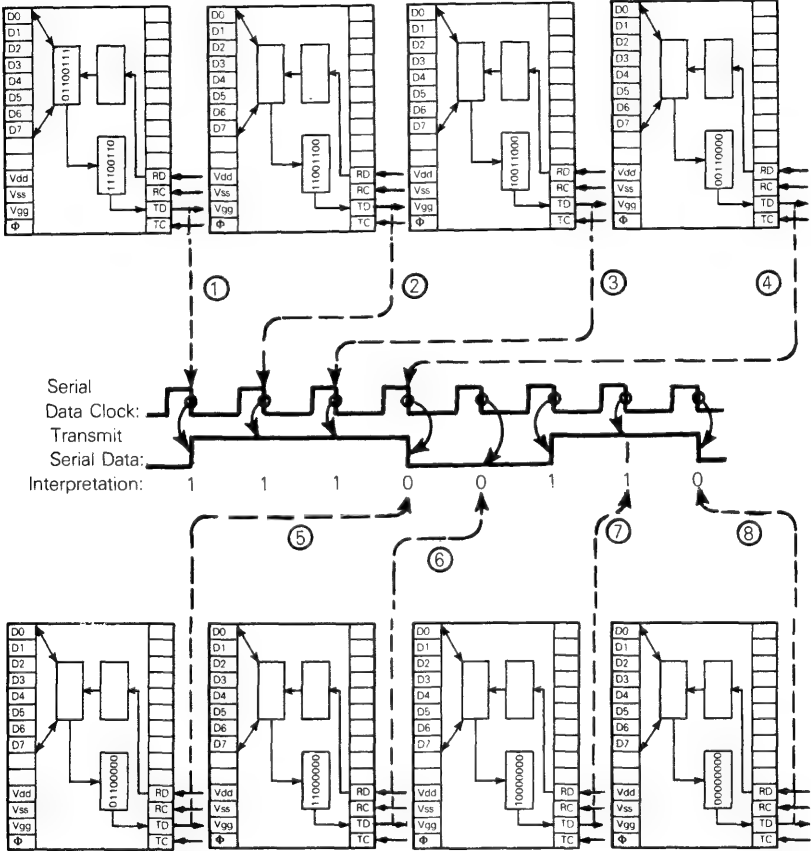 D0
D1
D2
D3
D4
D5
D6
D7
Vdd
Vss
Vgg
Φ
01100111
11100110
RD
RC
TD
TC
D0
D1
D2
D3
D4
D5
D6
D7
Vdd
Vss
Vgg
Φ
11001100
RD
RC
TD
TC
D0
D1
D2
D3
D4
D5
D6
D7
Vdd
Vss
Vgg
Φ
10011000
RD
RC
TD
TC
D0
D1
D2
D3
D4
D5
D6
D7
Vdd
Vss
Vgg
Φ
00110000
RD
RC
TD
TC
1
2
3
4
Serial
Data Clock:
Transmit
Serial Data:
Interpretation: 1 1 1 0 0 1 1 0
5
6
7
8
D0
D1
D2
D3
D4
D5
D6
D7
Vdd
Vss
Vgg
Φ
01100000
RD
RC
TD
TC
D0
D1
D2
D3
D4
D5
D6
D7
Vdd
Vss
Vgg
Φ
11000000
RD
RC
TD
TC
D0
D1
D2
D3
D4
D5
D6
D7
Vdd
Vss
Vgg
Φ
10000000
RD
RC
TD
TC
D0
D1
D2
D3
D4
D5
D6
D7
Vdd
Vss
Vgg
Φ
00000000
RD
RC
TD
TC